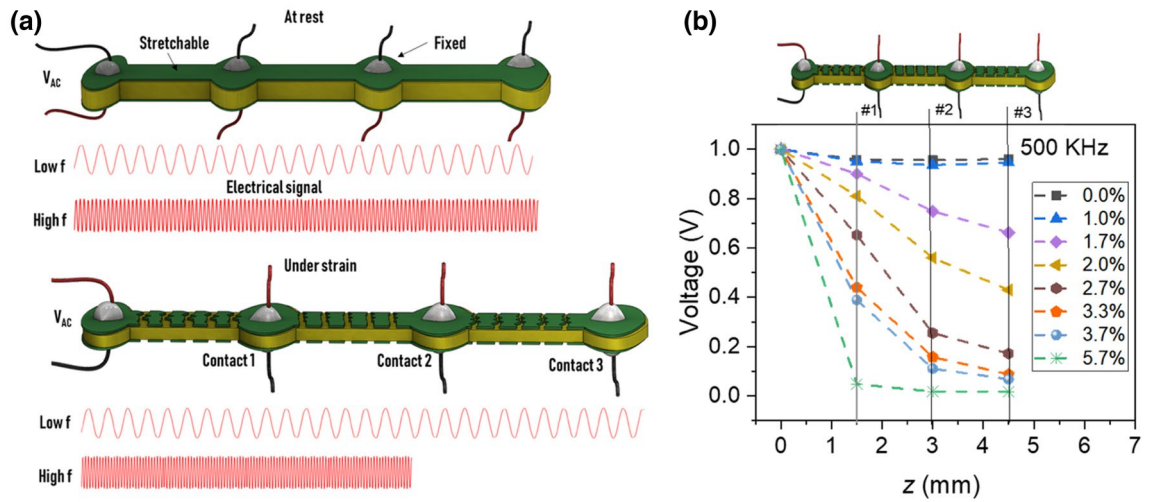 (a)
At rest
Stretchable
Fixed
VAC
Low f
Electrical signal
High f
Under strain
VAC
Contact 1
Contact 2
Contact 3
Low f
High f
(b)
#1
#2
#3
500 KHz
1.0
0.8
0.6
0.4
0.2
0.0
Voltage (V)
0.0%
1.0%
1.7%
2.0%
2.7%
3.3%
3.7%
5.7%
0 1 2 3 4 5 6 7
z (mm)